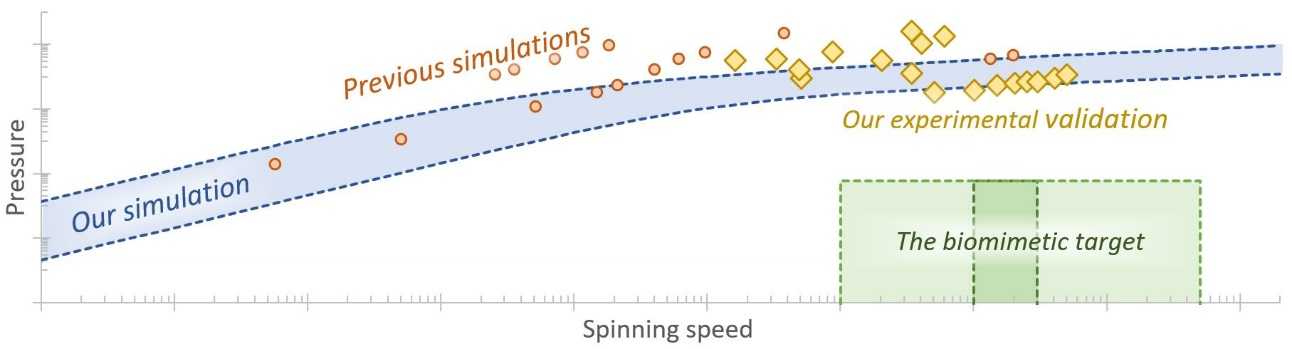 Previous simulations
Our simulation
Our experimental validation
The biomimetic target
Pressure
Spinning speed